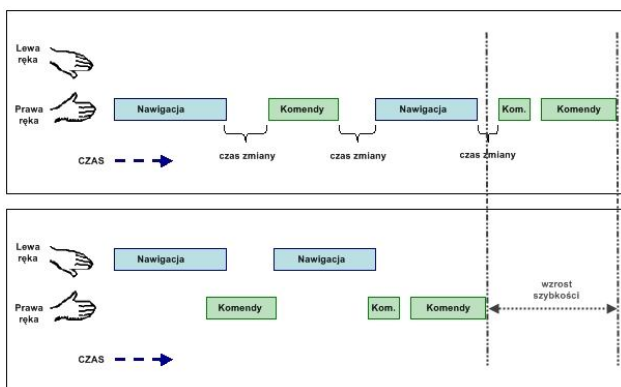 Lewa
ręka
Prawa
ręka
Nawigacja
Komendy
Nawigacja
Kom.
Komendy
czas zmiany
czas zmiany
czas zmiany
CZAS
Lewa
ręka
Nawigacja
Nawigacja
wzrost
szybkości
Prawa
ręka
Komendy
Kom.
Komendy
CZAS